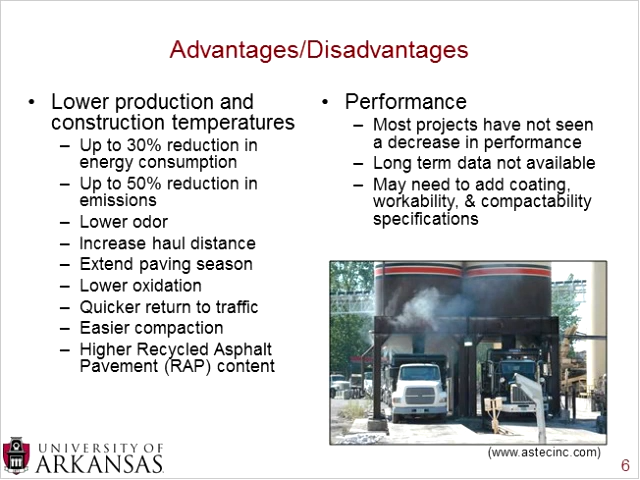 Advantages/Disadvantages
• Lower production and
construction temperatures
– Up to 30% reduction in
energy consumption
– Up to 50% reduction in
emissions
– Lower odor
– Increase haul distance
– Extend paving season
– Lower oxidation
– Quicker return to traffic
– Easier compaction
– Higher Recycled Asphalt
Pavement (RAP) content
• Performance
– Most projects have not seen
a decrease in performance
– Long term data not available
– May need to add coating,
workability, & compactability
specifications
(www.astecinc.com)
UNIVERSITY OF
ARKANSAS
6